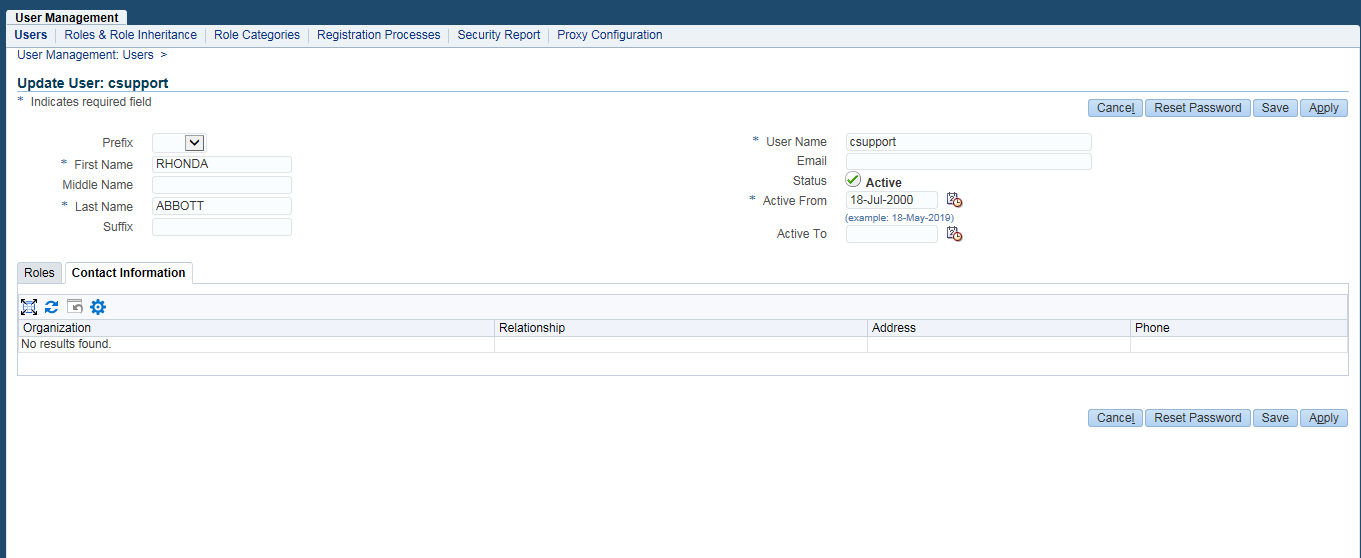 User Management
Users Roles & Role Inheritance Role Categories Registration Processes Security Report Proxy Configuration
User Management: Users >
Update User: csupport
* Indicates required field
Cancel Reset Password Save Apply
Prefix
* First Name RHONDA
Middle Name
* Last Name ABBOTT
Suffix
* User Name csupport
Email
Status Active
* Active From 18-Jul-2000
(example: 18-May-2019)
Active To
Roles Contact Information
Organization Relationship Address Phone
No results found.
Cancel Reset Password Save Apply